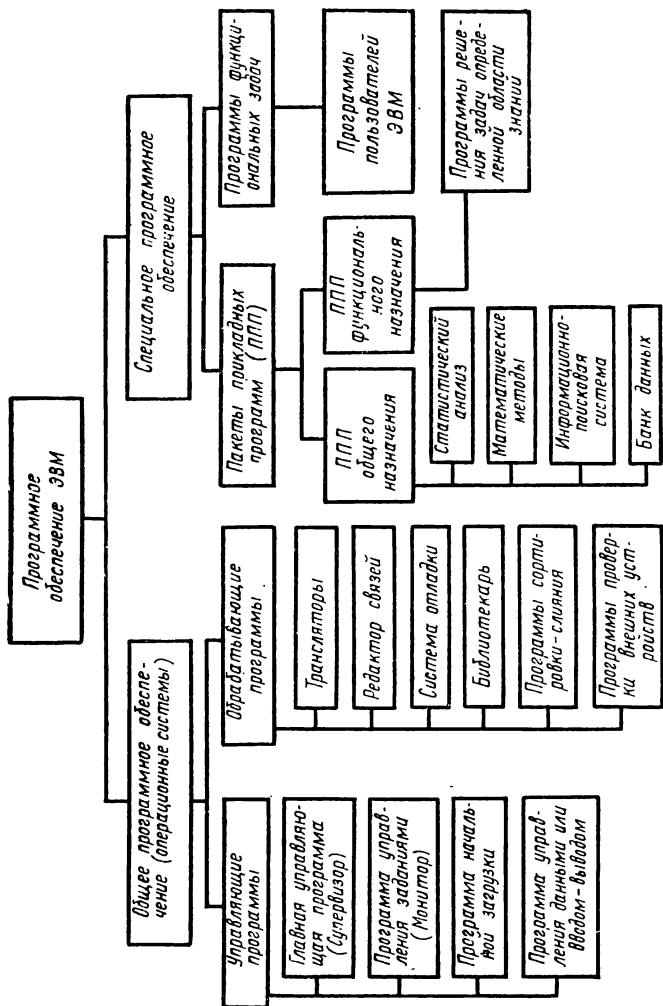 Программное
обеспечение ЭВМ
Общее программное обеспе-
чение (операционные системы)
Специальное программное
обеспечение
Управляющие
программы
Обрабатывающие
программы
Пакеты прикладных
программ (ППП)
Программы функци-
ональных задач
Главная управляю-
щая программа
(Супервизор)
Программа управ-
ления заданиями
(Монитор)
Программа началь-
ной загрузки
Программа управ-
ления данными или
вводом-выводом
Трансляторы
Редактор связей
Система отладки
Библиотекарь
Программы сорти-
ровки-слияния
Программы провер-
ки внешних уст-
ройств
ППП
общего
назначения
ППП
функциональ-
ного
назначения
Программы
пользователей
ЭВМ
Статистический
анализ
Математические
методы
Информационно-
поисковая
система
Банк данных
Программы реше-
ния задач опреде-
ленной области
знаний